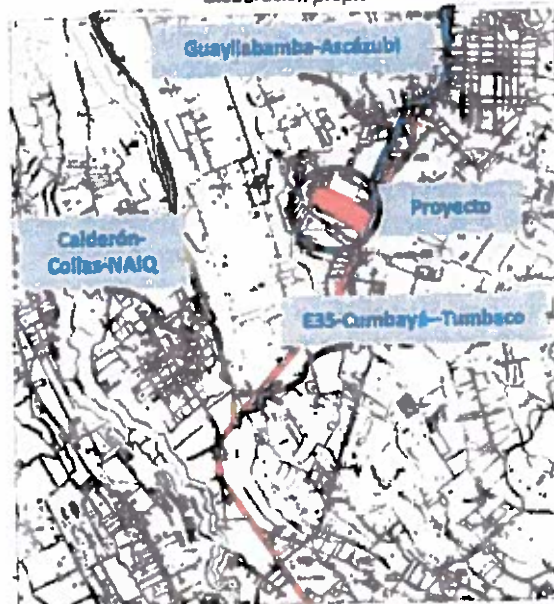 Guayllabamba-Ascázubi
Proyecto
Calderón-
Collas-NAIQ
E35-Cumbayá-Tumbaco